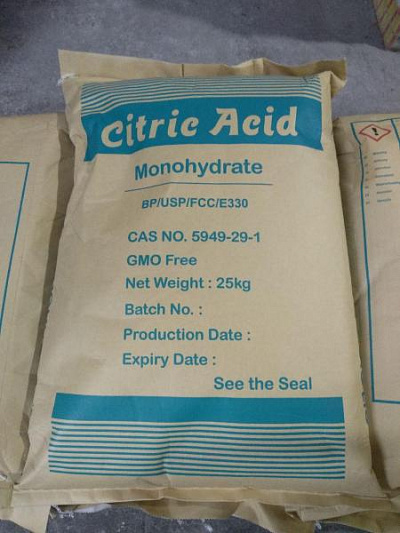 Citric Acid
Monohydrate
BP/USP/FCC/E330
CAS NO. 5949-29-1
GMO Free
Net Weight : 25kg
Batch No. :
Production Date :
Expiry Date :
See the Seal